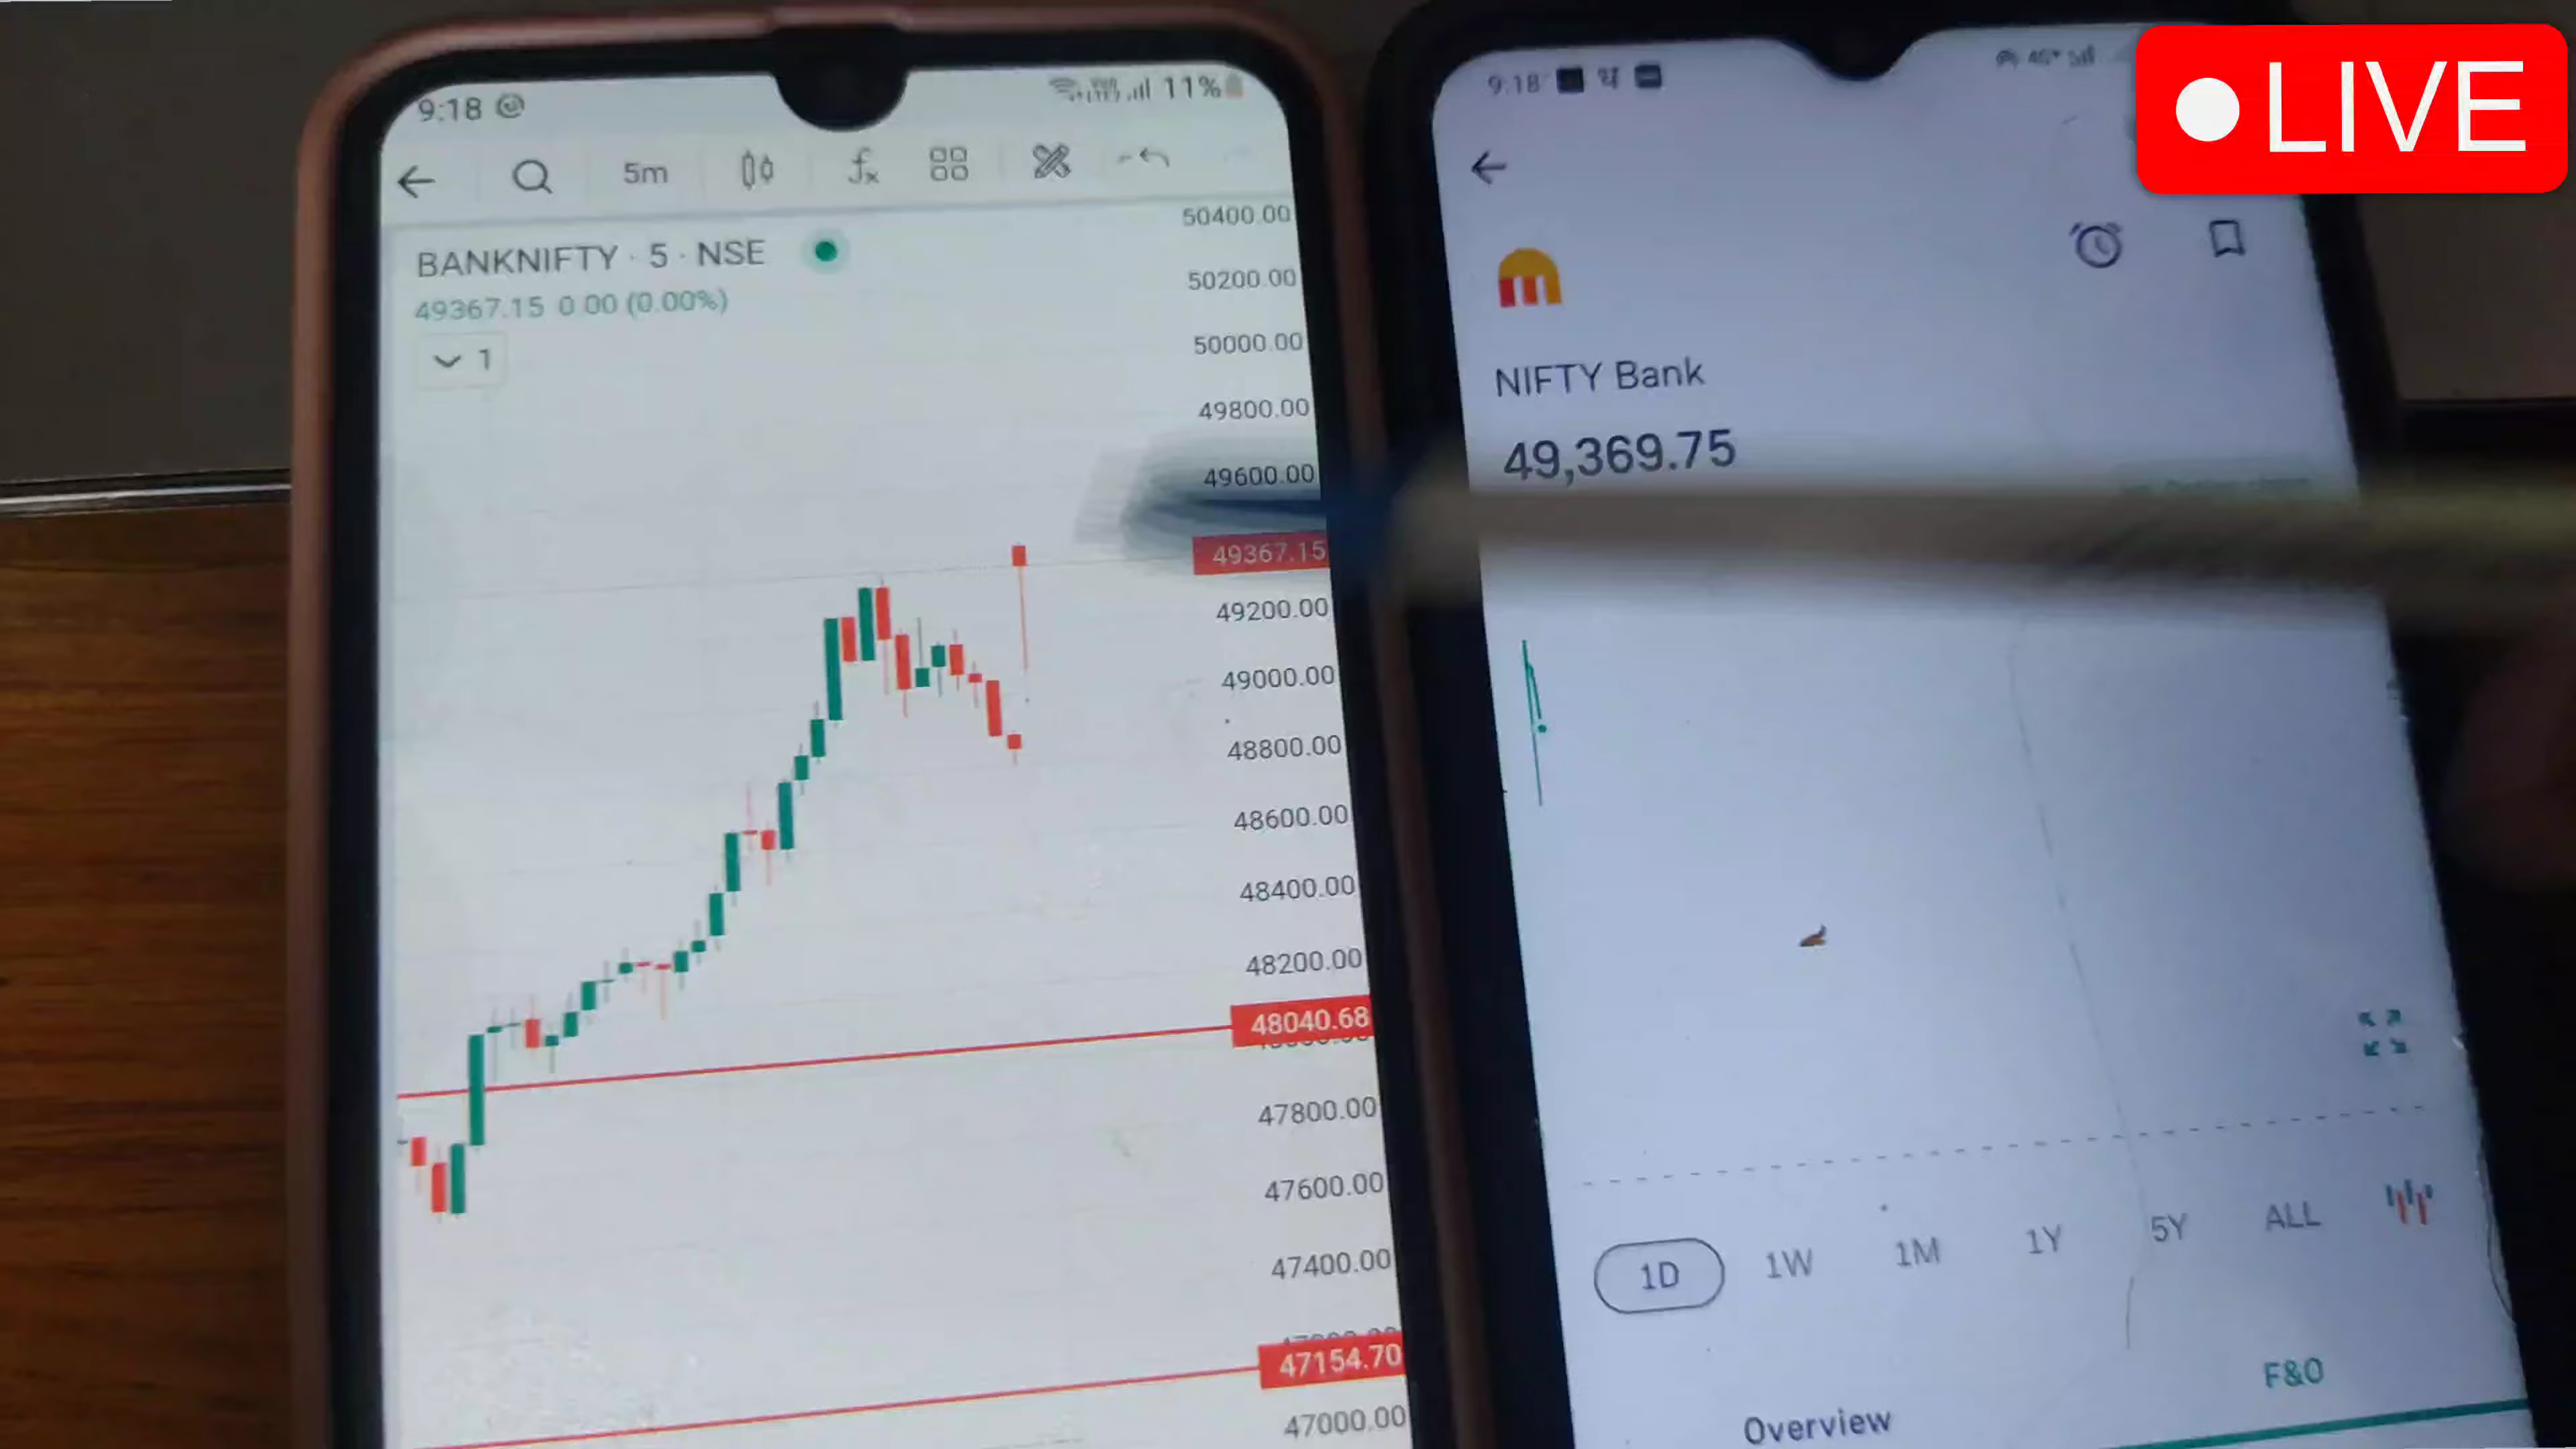 LIVE
9:18
11%
5m
fx
BANKNIFTY · 5 · NSE
49367.15 0.00 (0.00%)
1
50400.00
50200.00
50000.00
49800.00
49600.00
49367.15
49200.00
49000.00
48800.00
48600.00
48400.00
48200.00
48040.68
47800.00
47600.00
47400.00
47154.70
47000.00
9:18
4G+
NIFTY Bank
49,369.75
1D 1W 1M 1Y 5Y ALL
Overview F&O